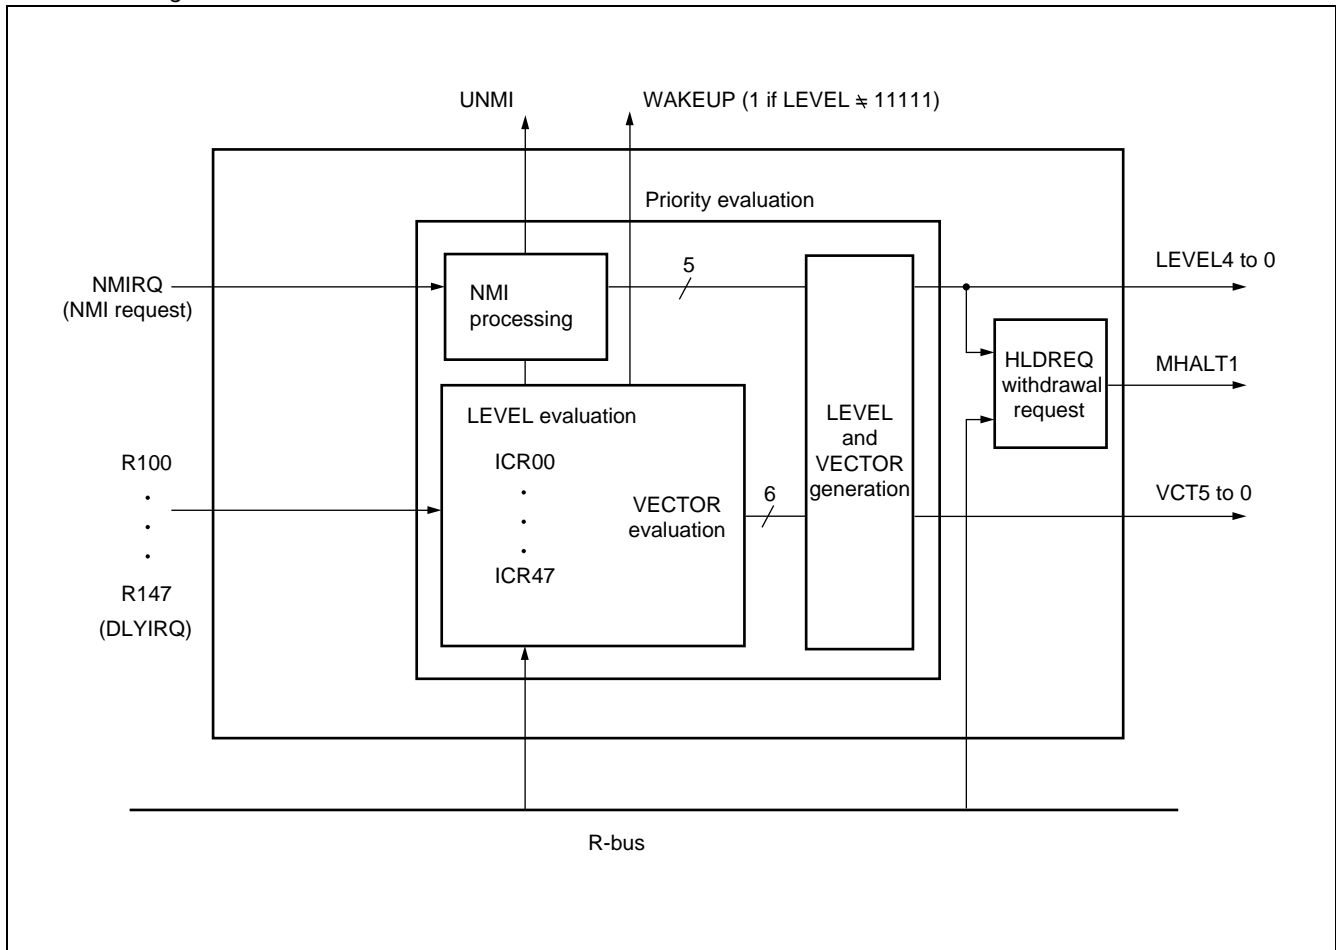 UNMI
WAKEUP (1 if LEVEL ≠ 11111)
Priority evaluation
NMIRQ
(NMI request)
NMI
processing
5
LEVEL4 to 0
HLDREQ
withdrawal
request
MHALT1
LEVEL evaluation
ICR00
.
.
.
ICR47
VECTOR
evaluation
6
LEVEL
and
VECTOR
generation
R100
.
.
.
R147
(DLYIRQ)
VCT5 to 0
R-bus